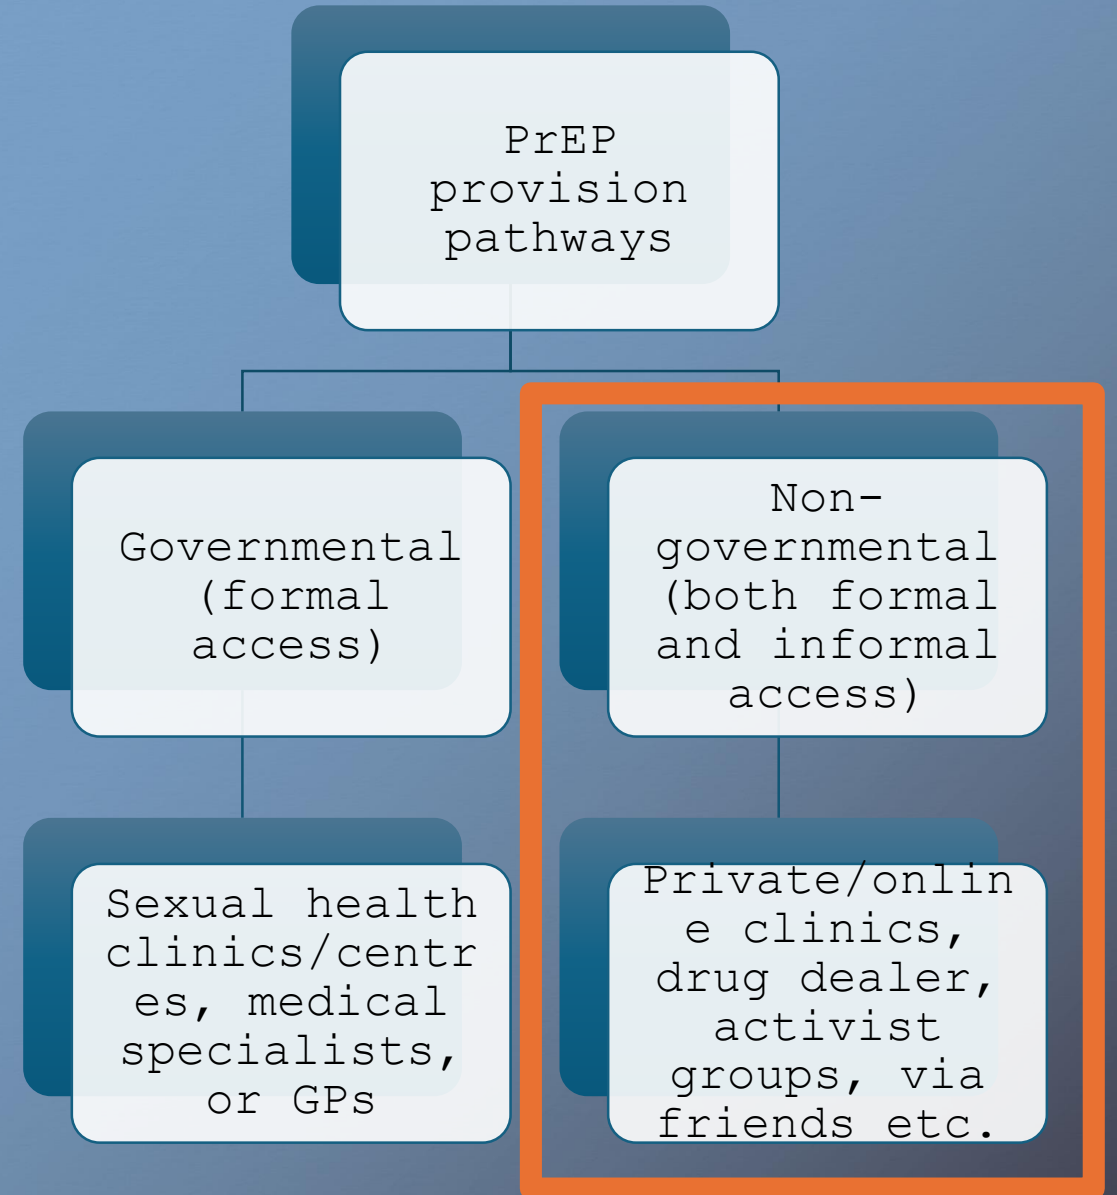 PrEP
provision
pathways
Governmental
(formal
access)
Non-
governmental
(both formal
and informal
access)
Sexual health
clinics/centr
es, medical
specialists,
or GPs
Private/onlin
e clinics,
drug dealer,
activist
groups, via
friends etc.